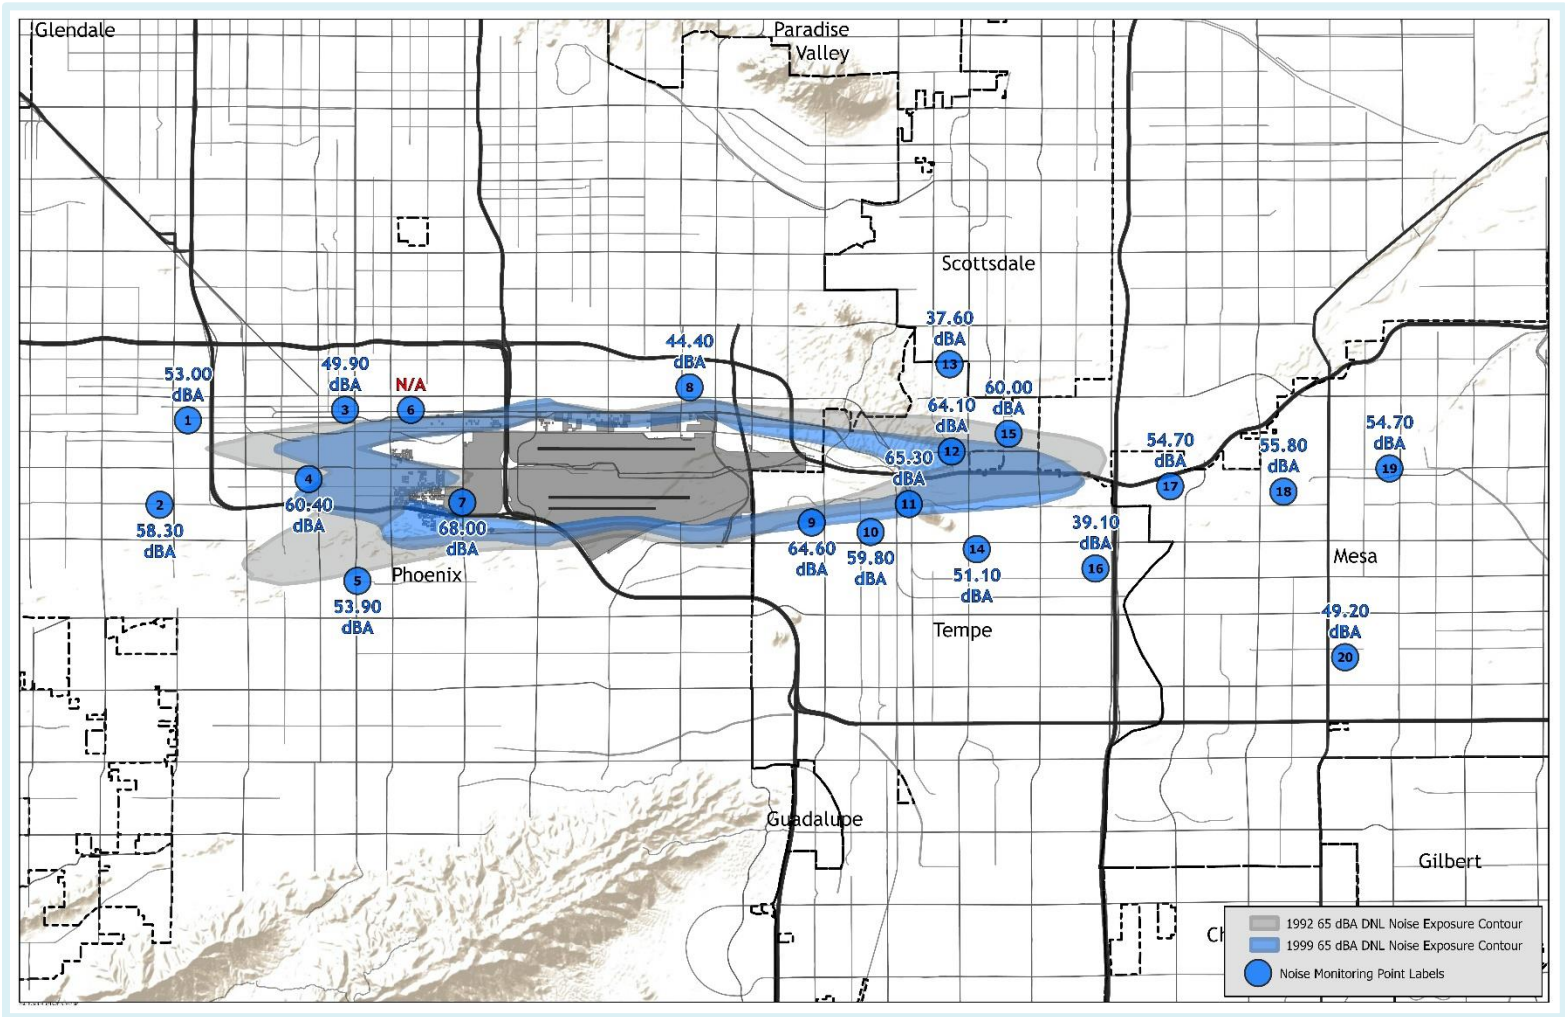 Glendale
Paradise
Valley
Scottsdale
37.60
dBA
13
44.40
dBA
8
49.90
dBA
3
N/A
6
53.00
dBA
1
60.00
dBA
15
64.10
dBA
12
65.30
dBA
11
54.70
dBA
17
55.80
dBA
18
54.70
dBA
19
4
60.40
dBA
2
58.30
dBA
7
68.00
dBA
9
64.60
dBA
10
59.80
dBA
14
51.10
dBA
39.10
dBA
16
Mesa
5
53.90
dBA
Phoenix
Tempe
49.20
dBA
20
Guadalupe
Gilbert
Ch
1992 65 dBA DNL Noise Exposure Contour
1999 65 dBA DNL Noise Exposure Contour
Noise Monitoring Point Labels